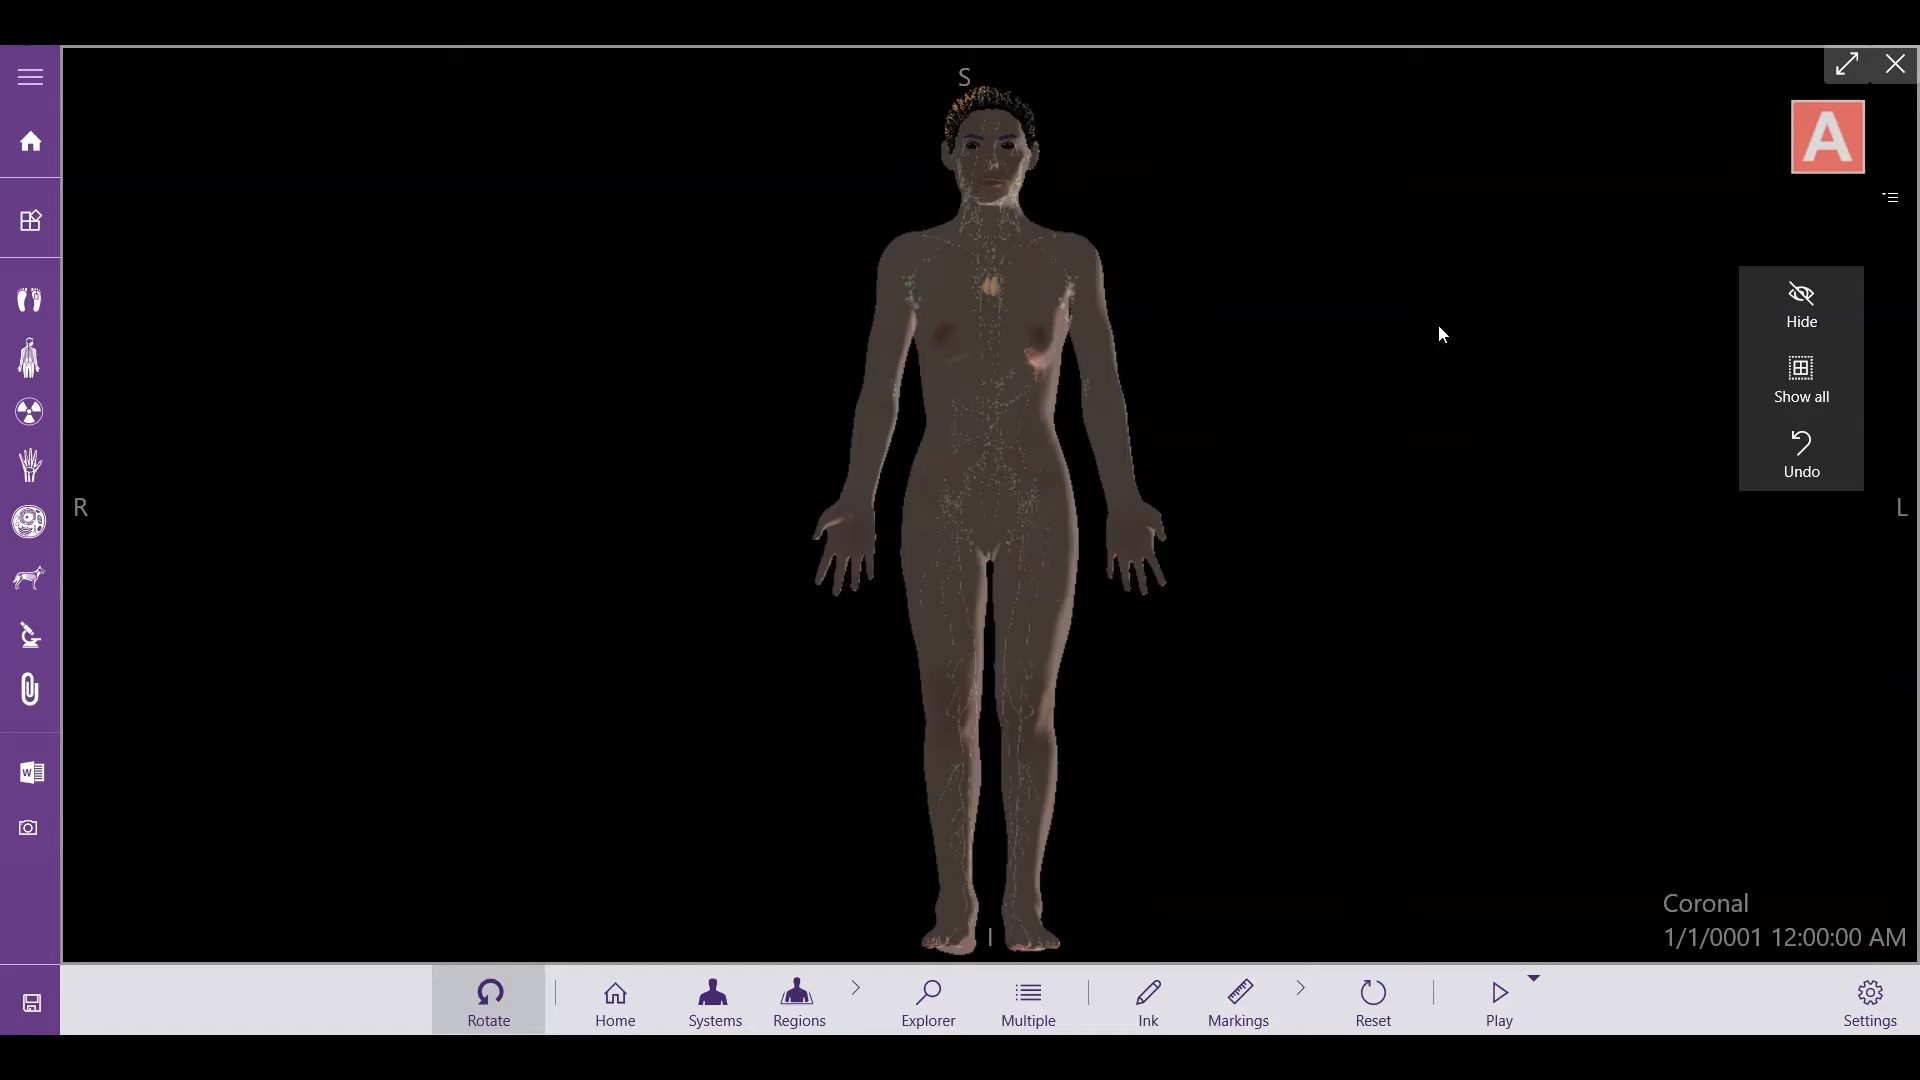 S
A
Hide
Show all
Undo
R
L
I
Coronal
1/1/0001 12:00:00 AM
W
Rotate
Home
Systems
Regions
Explorer
Multiple
Ink
Markings
Reset
Play
Settings